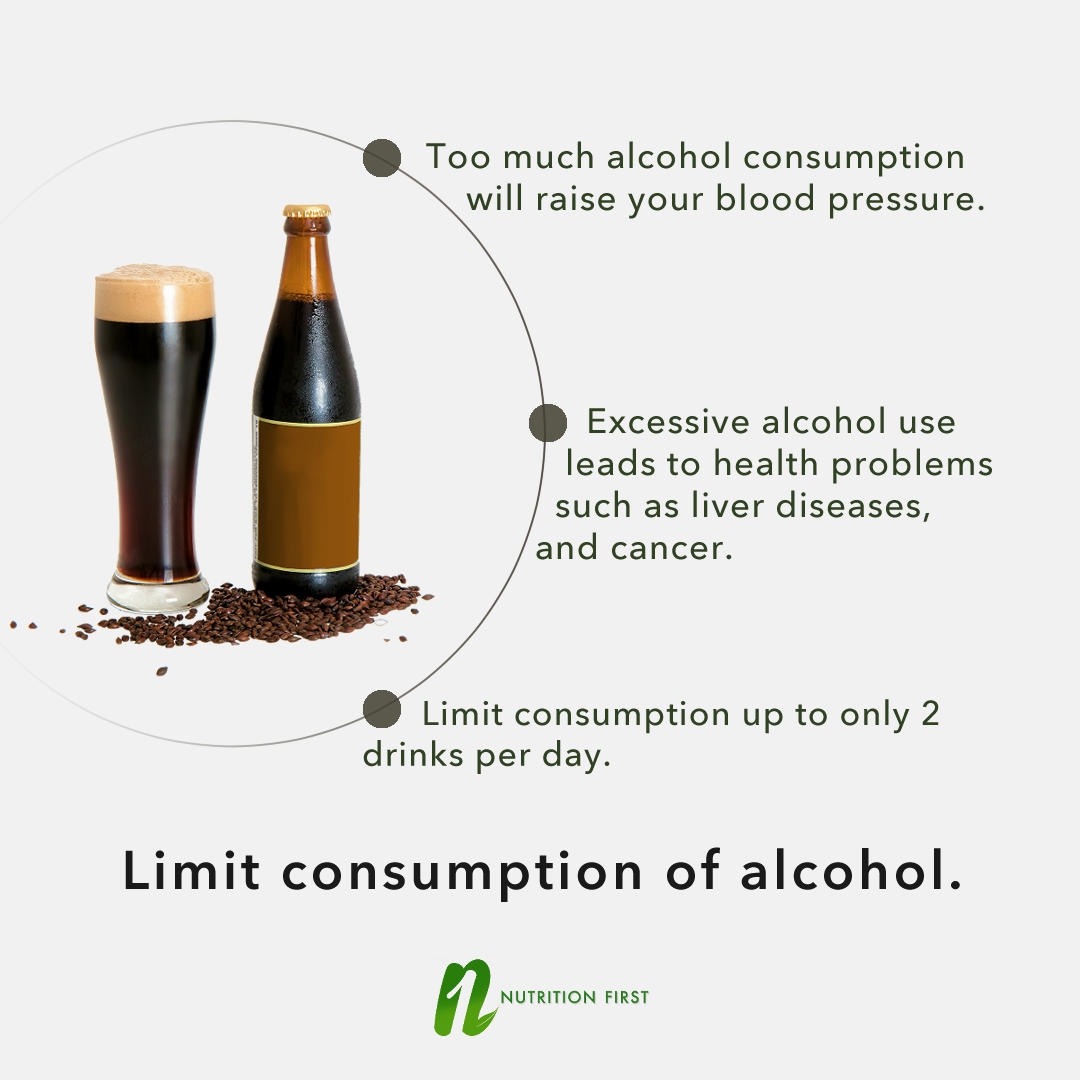 Too much alcohol consumption
will raise your blood pressure.
Excessive alcohol use
leads to health problems
such as liver diseases,
and cancer.
Limit consumption up to only 2
drinks per day.
Limit consumption of alcohol.
NUTRITION FIRST